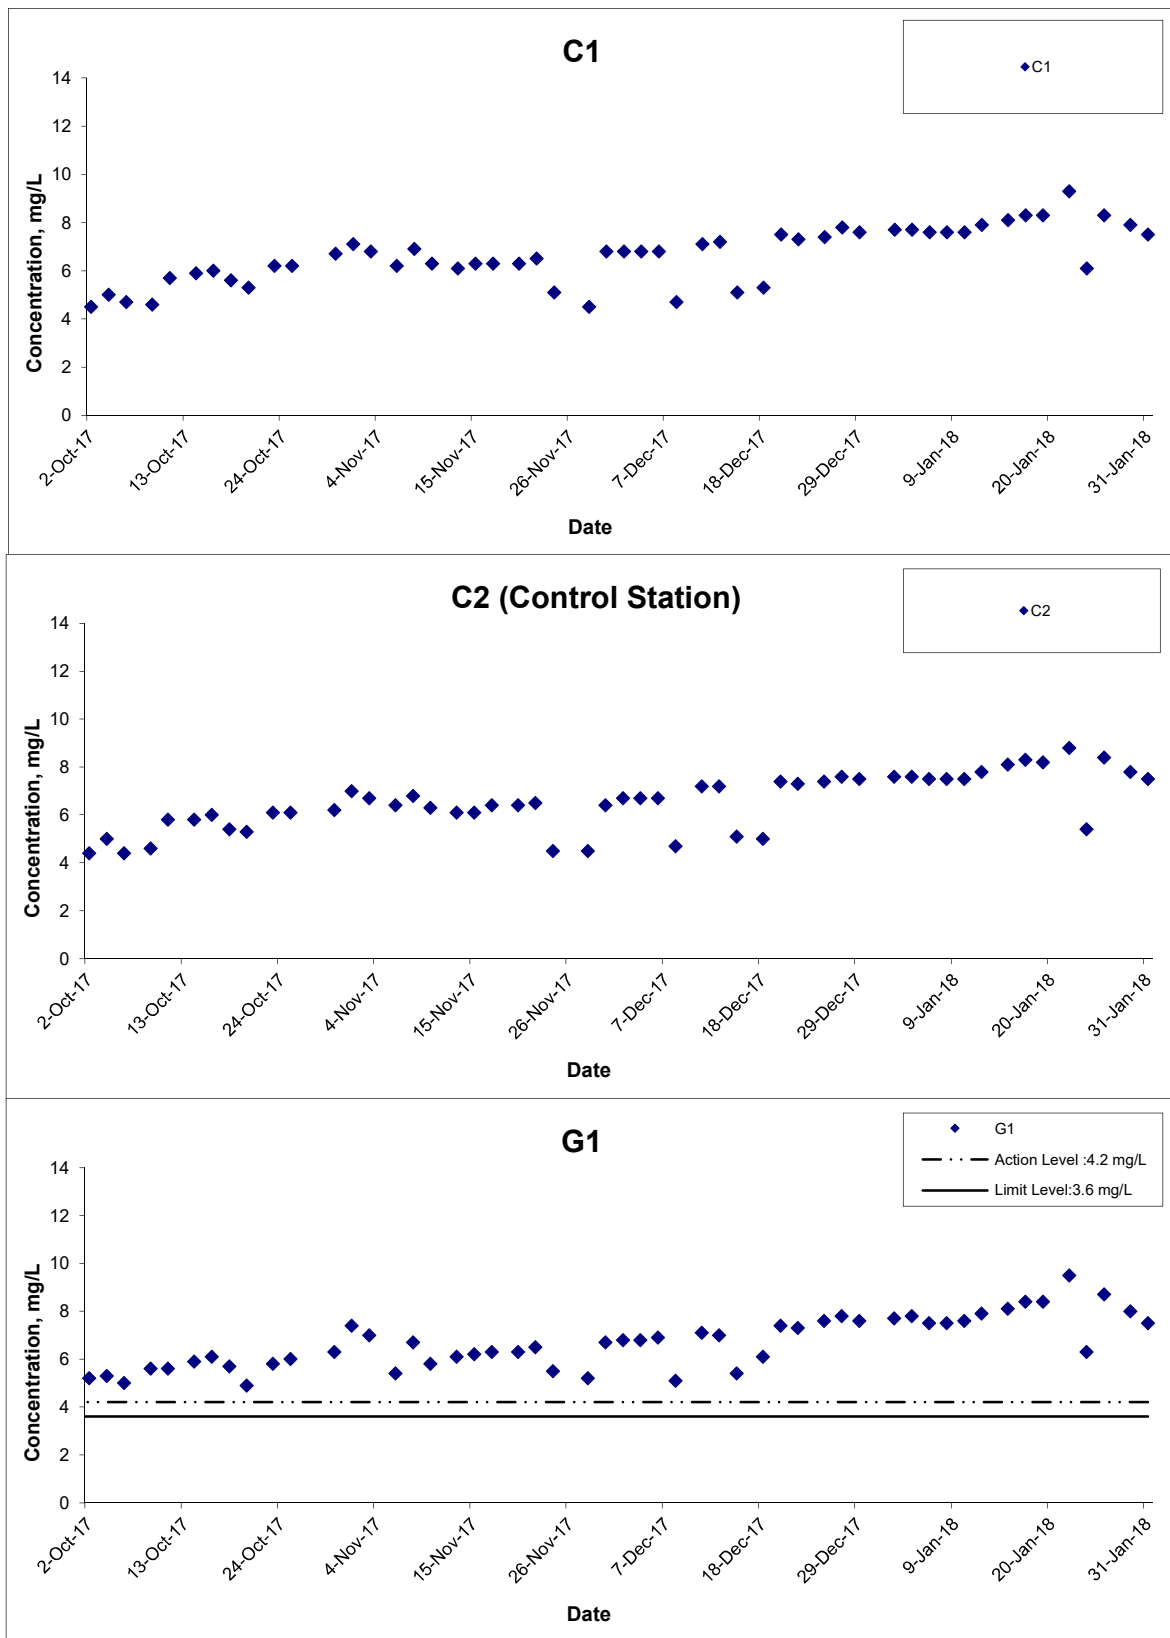 C1
C1
14
12
10
8
6
4
2
0
Concentration, mg/L
2-Oct-17
13-Oct-17
24-Oct-17
4-Nov-17
15-Nov-17
26-Nov-17
7-Dec-17
18-Dec-17
29-Dec-17
9-Jan-18
20-Jan-18
31-Jan-18
Date
C2 (Control Station)
C2
14
12
10
8
6
4
2
0
Concentration, mg/L
2-Oct-17
13-Oct-17
24-Oct-17
4-Nov-17
15-Nov-17
26-Nov-17
7-Dec-17
18-Dec-17
29-Dec-17
9-Jan-18
20-Jan-18
31-Jan-18
Date
G1
G1
Action Level :4.2 mg/L
Limit Level:3.6 mg/L
14
12
10
8
6
4
2
0
Concentration, mg/L
2-Oct-17
13-Oct-17
24-Oct-17
4-Nov-17
15-Nov-17
26-Nov-17
7-Dec-17
18-Dec-17
29-Dec-17
9-Jan-18
20-Jan-18
31-Jan-18
Date